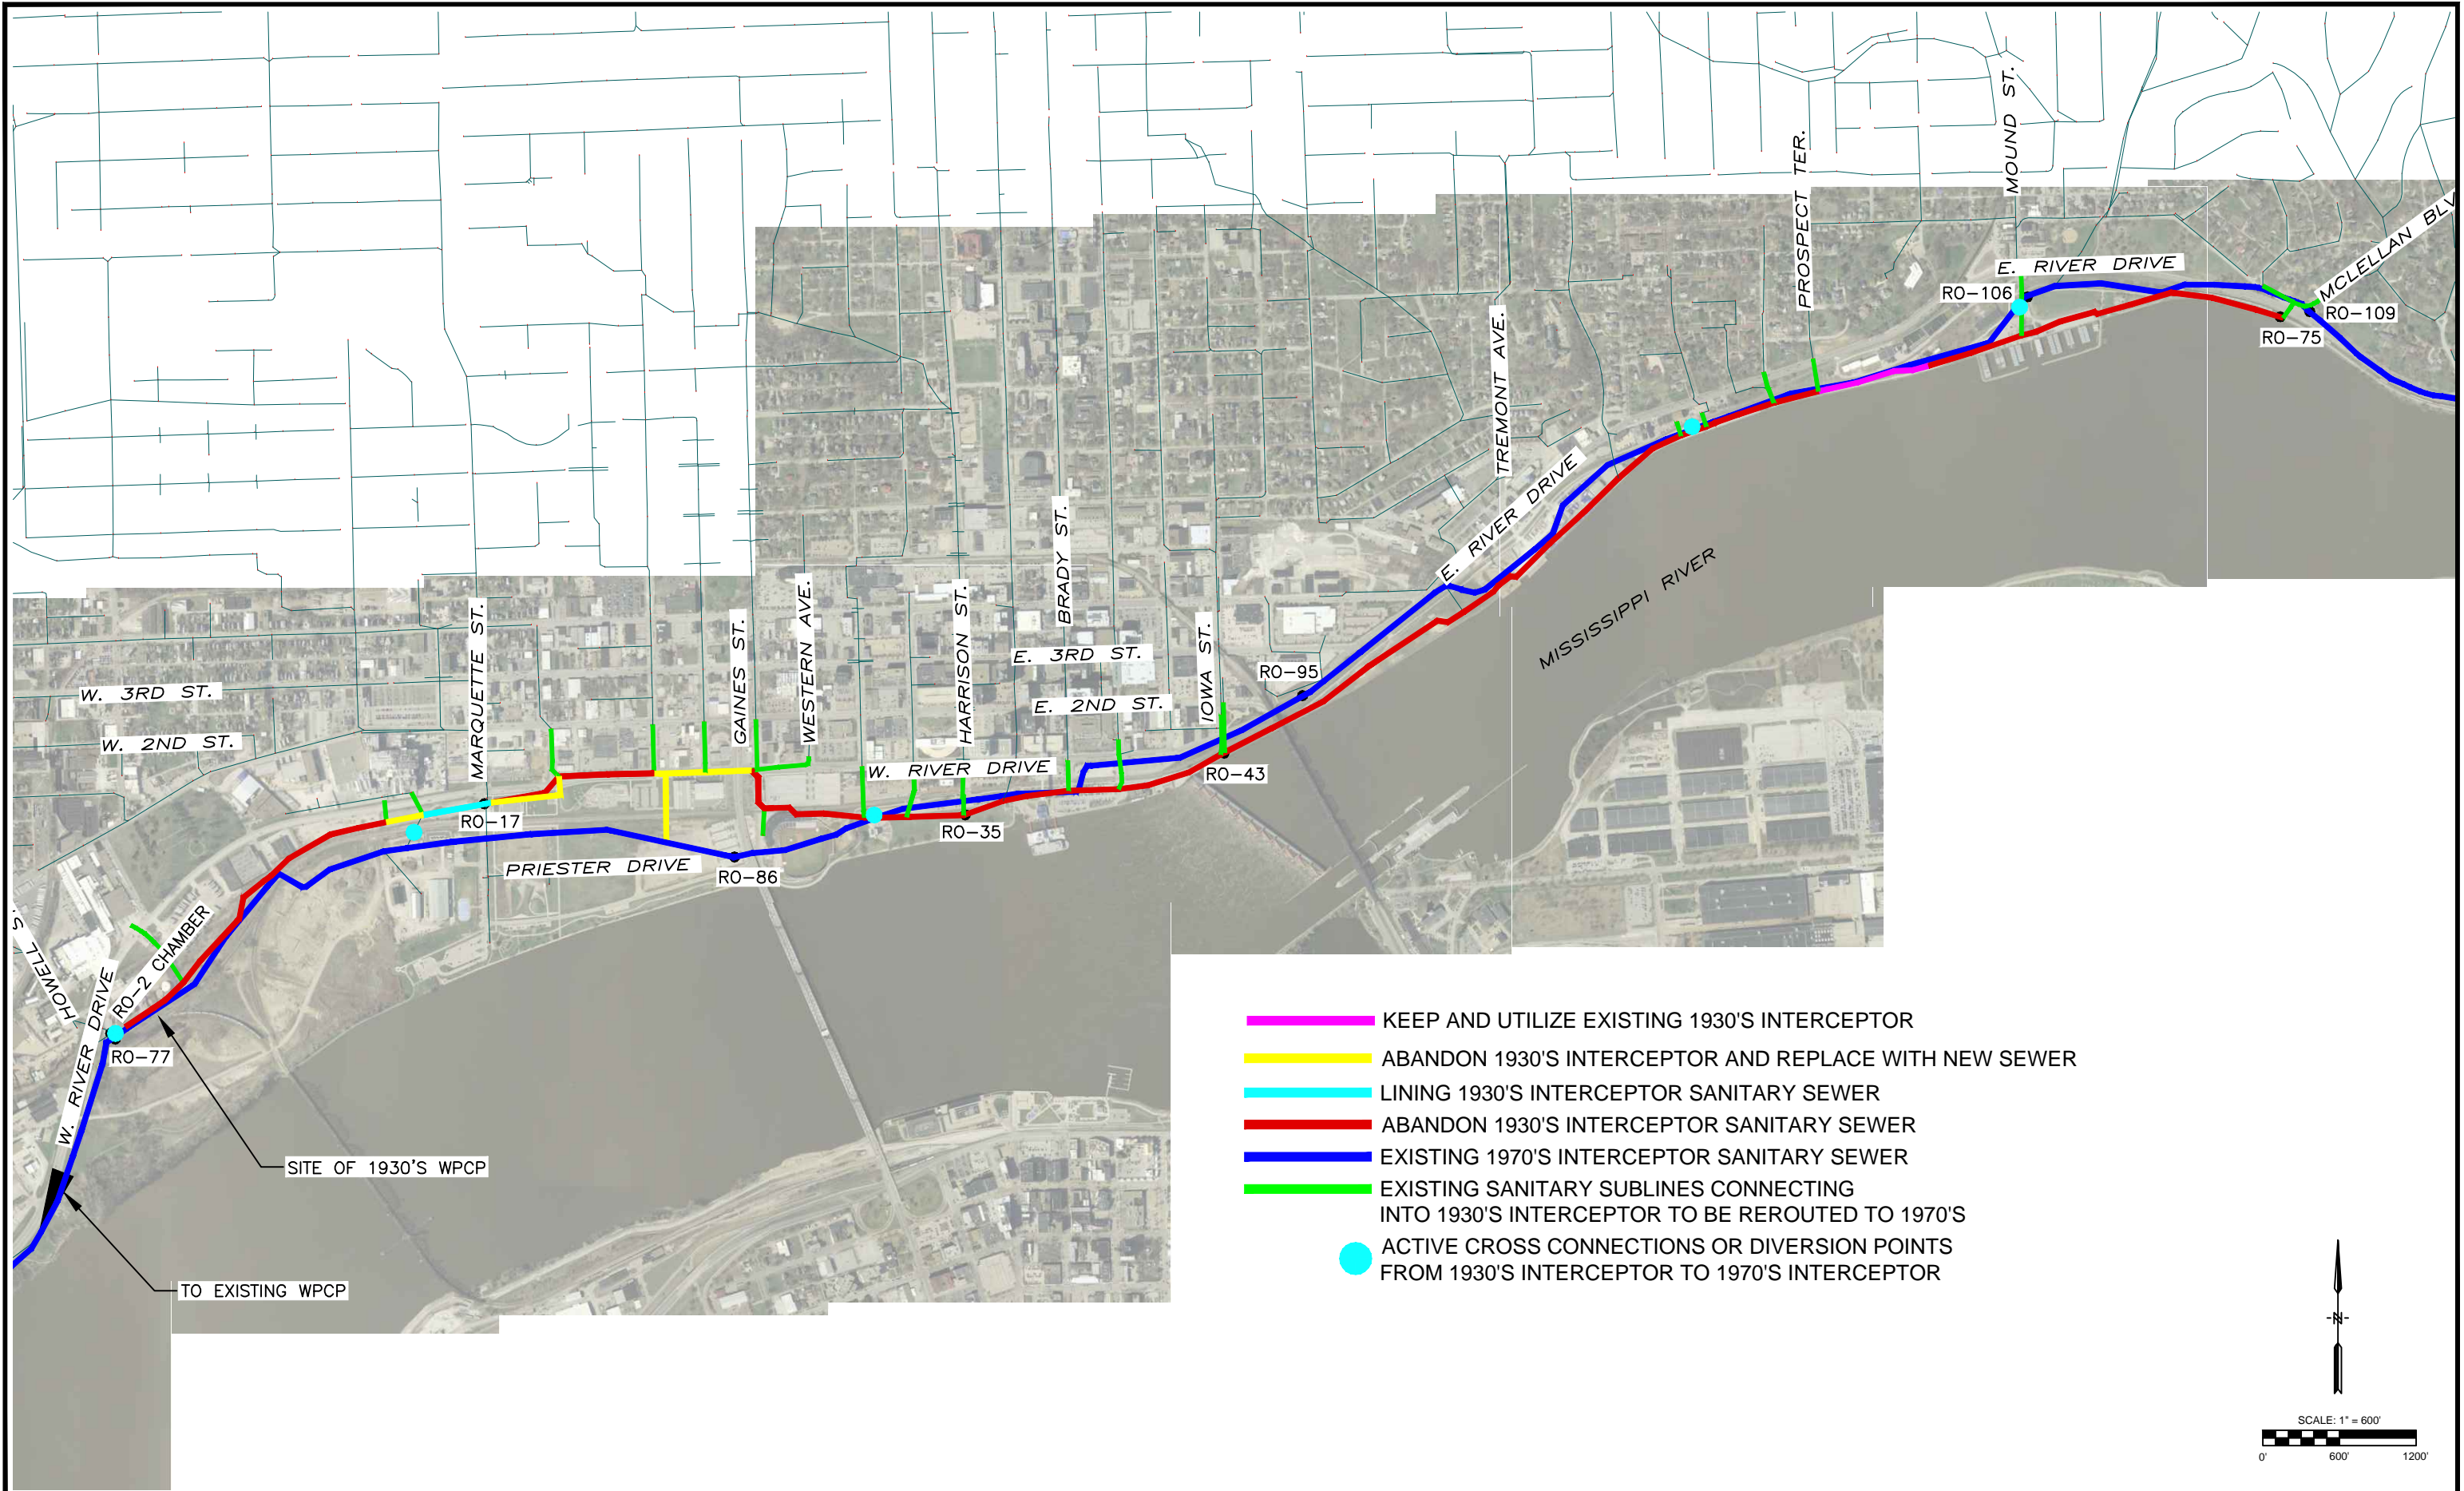 MOUND ST.
PROSPECT TER.
MCLELLAN BLV
E. RIVER DRIVE
RO-106
RO-109
RO-75
TREMONT AVE.
E. RIVER DRIVE
MISSISSIPPI RIVER
BRADY ST.
HARRISON ST.
WESTERN AVE.
GAINES ST.
MARQUETTE ST.
IOWA ST.
E. 3RD ST.
E. 2ND ST.
RO-95
W. 3RD ST.
W. 2ND ST.
W. RIVER DRIVE
RO-43
RO-17
RO-35
PRIESTER DRIVE
RO-86
HOWELL S
RO-2 CHAMBER
W. RIVER DRIVE
RO-77
SITE OF 1930'S WPCP
TO EXISTING WPCP
KEEP AND UTILIZE EXISTING 1930'S INTERCEPTOR
ABANDON 1930'S INTERCEPTOR AND REPLACE WITH NEW SEWER
LINING 1930'S INTERCEPTOR SANITARY SEWER
ABANDON 1930'S INTERCEPTOR SANITARY SEWER
EXISTING 1970'S INTERCEPTOR SANITARY SEWER
EXISTING SANITARY SUBLINES CONNECTING
INTO 1930'S INTERCEPTOR TO BE REROUTED TO 1970'S
ACTIVE CROSS CONNECTIONS OR DIVERSION POINTS
FROM 1930'S INTERCEPTOR TO 1970'S INTERCEPTOR
-N-
SCALE: 1" = 600'
0' 600' 1200'